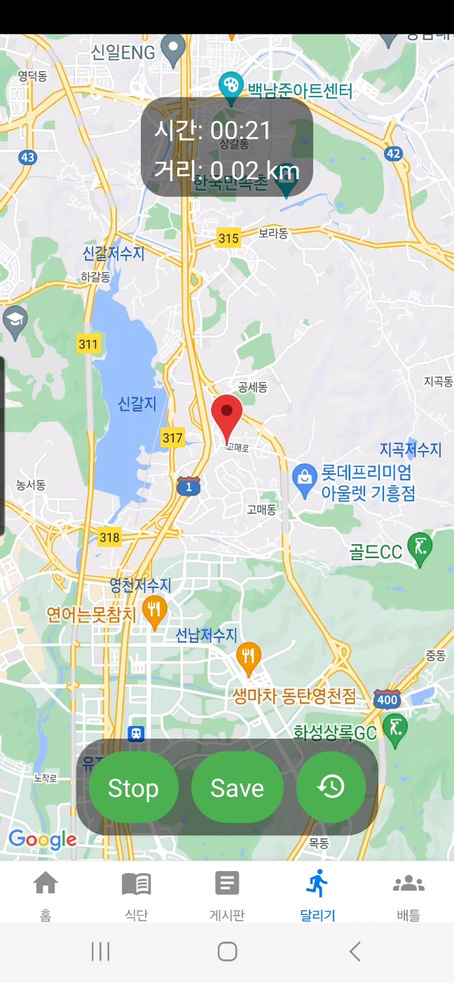 신일ENG
영덕동
백남준아트센터
43
42
시간: 00:21
상갈동
거리: 0.02 km
한국민속촌
315
보라동
신갈저수지
하갈동
311
지곡동
공세동
신갈지
317
고매로
지곡저수지
롯데프리미엄
아울렛 기흥점
농서동
1
고매동
318
골드CC
영천저수지
연어는못참치
선납저수지
중동
생마차 동탄영천점
400
화성상록GC
노작로
Stop
Save
Google
목동
홈
식단
게시판
달리기
배틀